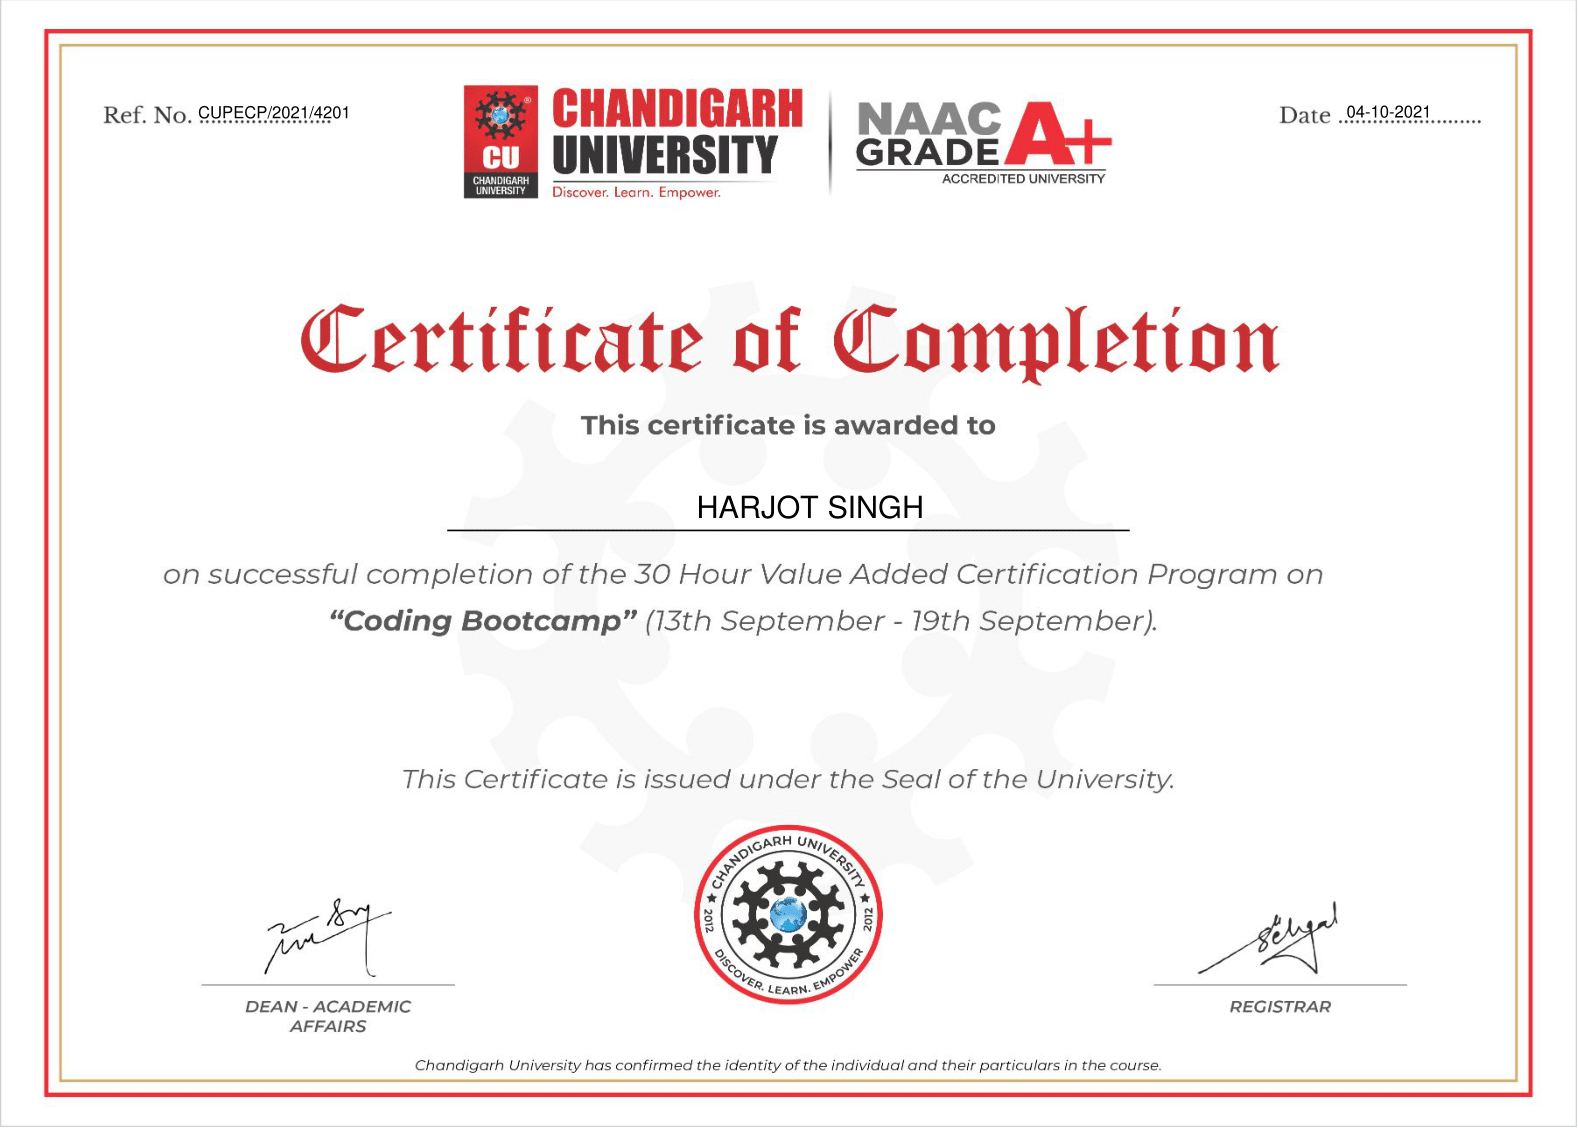 Ref. No. CUPECP/2021/4201
CU
CHANDIGARH
UNIVERSITY
CHANDIGARH
UNIVERSITY
Discover. Learn. Empower.
NAAC
GRADE A+
ACCREDITED UNIVERSITY
Date ..04-10-2021.........
Certificate of Completion
This certificate is awarded to
HARJOT SINGH
on successful completion of the 30 Hour Value Added Certification Program on
“Coding Bootcamp” (13th September - 19th September).
This Certificate is issued under the Seal of the University.
★ CHANDIGARH UNIVERSITY ★
2012
2012
DISCOVER. LEARN. EMPOWER
Sehgal
DEAN - ACADEMIC
AFFAIRS
REGISTRAR
Chandigarh University has confirmed the identity of the individual and their particulars in the course.